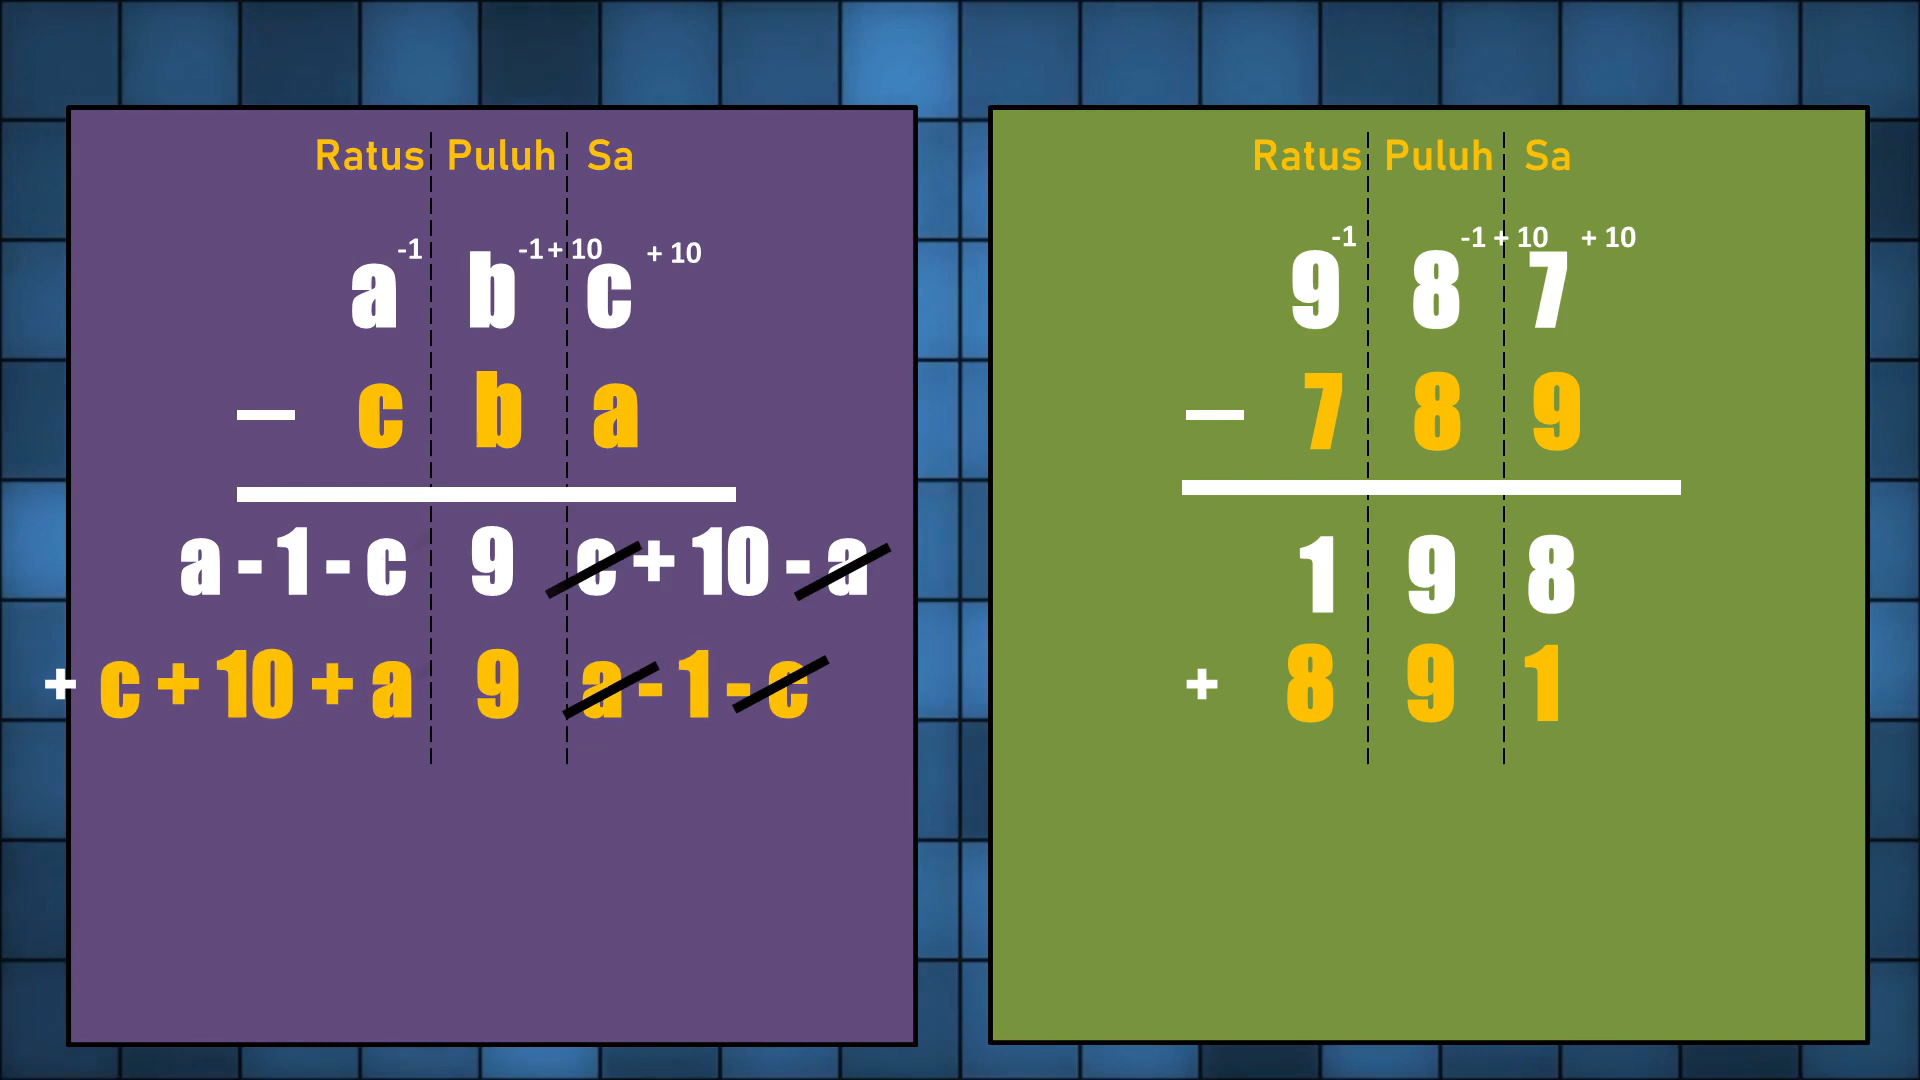 Ratus Puluh Sa
a -1 b -1 + 10 c + 10
– c b a
a - 1 - c 9 c + 10 - a
+ c + 10 + a 9 a - 1 - c
Ratus Puluh Sa
9 -1 8 -1 + 10 7 + 10
– 7 8 9
1 9 8
+ 8 9 1